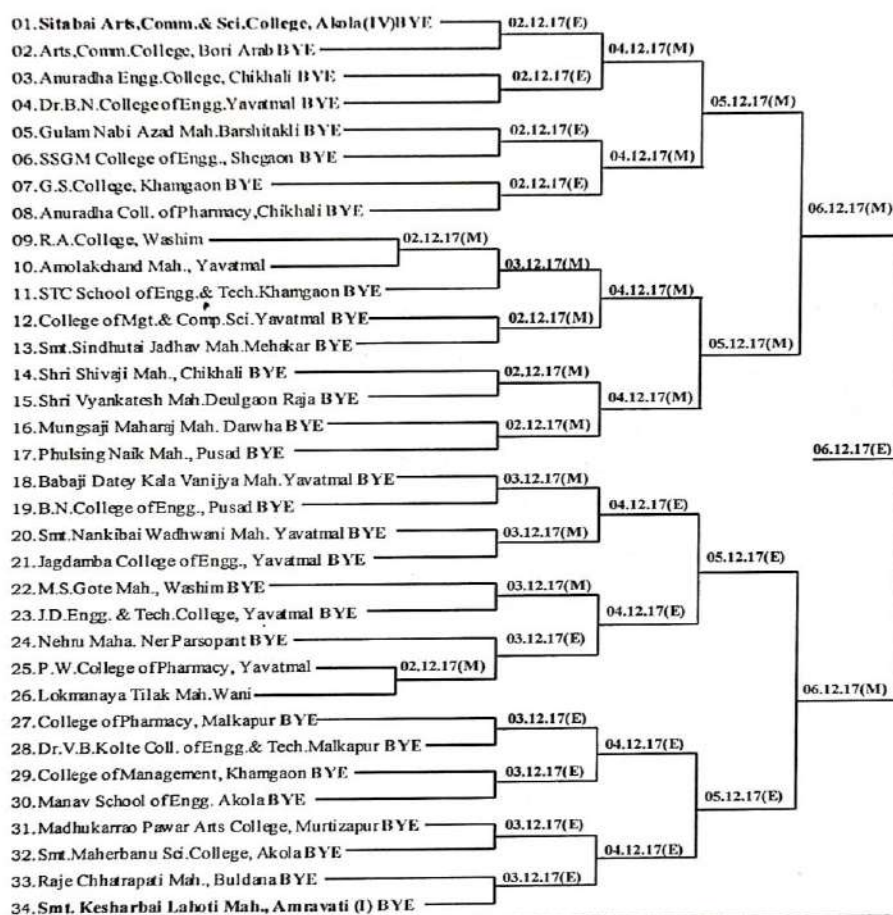 01.Sitabai Arts,Comm.& Sci.College, Akola(IV)BYE
02.12.17(E)
02.Arts,Comm.College, Bori Arab BYE
04.12.17(M)
03.Anuradha Engg.College, Chikhali BYE
02.12.17(E)
04.Dr.B.N.College of Engg.Yavatmal BYE
05.12.17(M)
05.Gulam Nabi Azad Mah.Barshitakli BYE
02.12.17(E)
06.SSGM College of Engg., Shegaon BYE
04.12.17(M)
07.G.S.College, Khamgaon BYE
02.12.17(E)
08.Anuradha Coll. of Pharmacy,Chikhali BYE
06.12.17(M)
09.R.A.College, Washim
02.12.17(M)
10.Amolakchand Mah., Yavatmal
03.12.17(M)
11.STC School of Engg.& Tech.Khamgaon BYE
04.12.17(M)
12.College of Mgt.& Comp.Sci.Yavatmal BYE
02.12.17(M)
13.Smt.Sindhutai Jadhav Mah.Mehakar BYE
05.12.17(M)
14.Shri Shivaji Mah., Chikhali BYE
02.12.17(M)
15.Shri Vyankatesh Mah.Deulgaon Raja BYE
04.12.17(M)
16.Mungsaji Maharaj Mah. Darwha BYE
02.12.17(M)
17.Phulsing Naik Mah., Pusad BYE
06.12.17(E)
18.Babaji Datey Kala Vanijya Mah.Yavatmal BYE
03.12.17(M)
19.B.N.College of Engg., Pusad BYE
04.12.17(E)
20.Smt.Nankibai Wadhwani Mah. Yavatmal BYE
03.12.17(M)
21.Jagdamba College of Engg., Yavatmal BYE
05.12.17(E)
22.M.S.Gote Mah., Washim BYE
03.12.17(M)
23.J.D.Engg. & Tech.College, Yavatmal BYE
04.12.17(E)
24.Nehru Maha. Ner Parsopant BYE
03.12.17(E)
25.P.W.College of Pharmacy, Yavatmal
02.12.17(M)
26.Lokmanaya Tilak Mah.Wani
06.12.17(M)
27.College of Pharmacy, Malkapur BYE
03.12.17(E)
28.Dr.V.B.Kolte Coll. of Engg.& Tech.Malkapur BYE
04.12.17(E)
29.College of Management, Khamgaon BYE
03.12.17(E)
30.Manav School of Engg. Akola BYE
05.12.17(E)
31.Madhukarrao Pawar Arts College, Murtizapur BYE
03.12.17(E)
32.Smt.Maherbanu Sci.College, Akola BYE
04.12.17(E)
33.Raje Chhatrapati Mah., Buldana BYE
03.12.17(E)
34.Smt. Kesharbai Lahoti Mah., Amravati (I) BYE